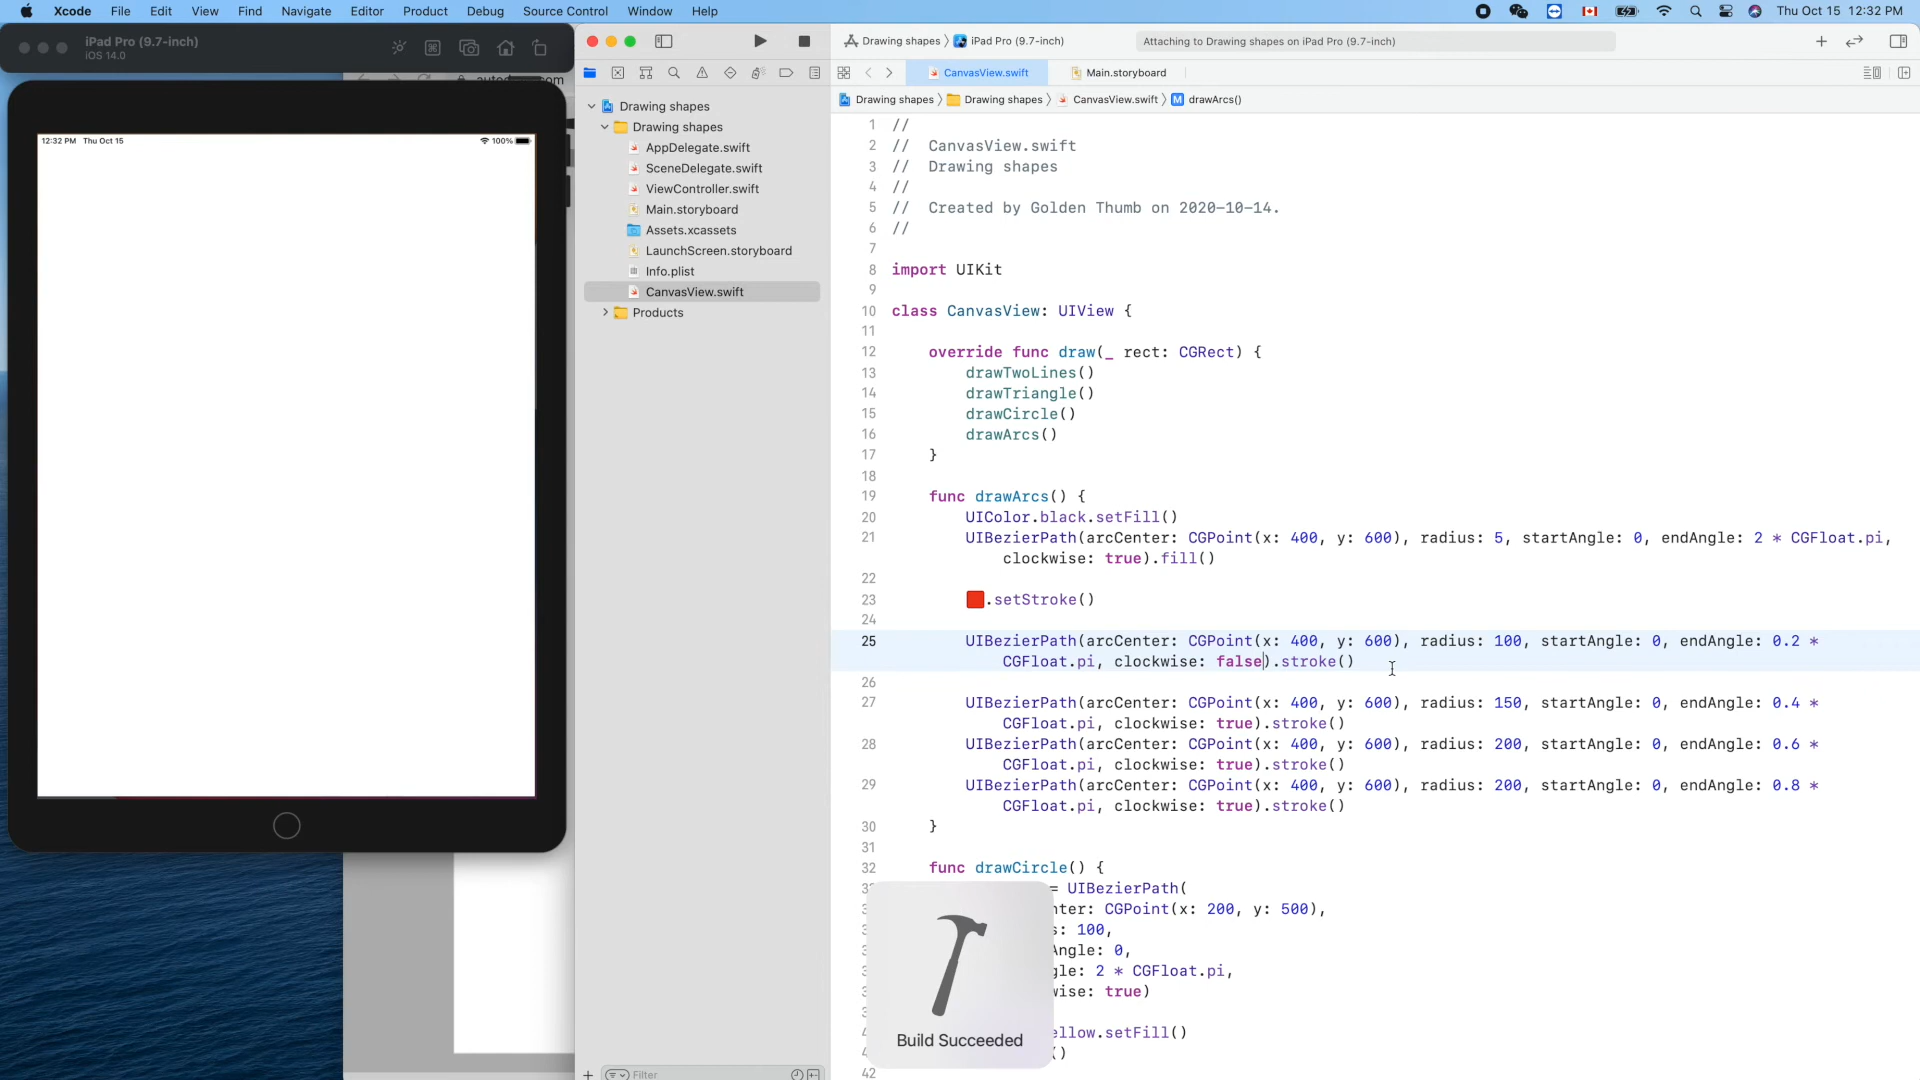 Xcode File Edit View Find Navigate Editor Product Debug Source Control Window Help
Thu Oct 15 12:32 PM
iPad Pro (9.7-inch)
iOS 14.0
12:32 PM Thu Oct 15
100%
Drawing shapes
Drawing shapes
AppDelegate.swift
SceneDelegate.swift
ViewController.swift
Main.storyboard
Assets.xcassets
LaunchScreen.storyboard
Info.plist
CanvasView.swift
Products
Filter
Drawing shapes iPad Pro (9.7-inch)
Attaching to Drawing shapes on iPad Pro (9.7-inch)
CanvasView.swift
Main.storyboard
Drawing shapes Drawing shapes CanvasView.swift M drawArcs()
1 //
2 // CanvasView.swift
3 // Drawing shapes
4 //
5 // Created by Golden Thumb on 2020-10-14.
6 //
7
8 import UIKit
9
10 class CanvasView: UIView {
11
12 override func draw(_ rect: CGRect) {
13 drawTwoLines()
14 drawTriangle()
15 drawCircle()
16 drawArcs()
17 }
18
19 func drawArcs() {
20 UIColor.black.setFill()
21 UIBezierPath(arcCenter: CGPoint(x: 400, y: 600), radius: 5, startAngle: 0, endAngle: 2 * CGFloat.pi,
clockwise: true).fill()
22
23 .setStroke()
24
25 UIBezierPath(arcCenter: CGPoint(x: 400, y: 600), radius: 100, startAngle: 0, endAngle: 0.2 *
CGFloat.pi, clockwise: false).stroke()
26
27 UIBezierPath(arcCenter: CGPoint(x: 400, y: 600), radius: 150, startAngle: 0, endAngle: 0.4 *
CGFloat.pi, clockwise: true).stroke()
28 UIBezierPath(arcCenter: CGPoint(x: 400, y: 600), radius: 200, startAngle: 0, endAngle: 0.6 *
CGFloat.pi, clockwise: true).stroke()
29 UIBezierPath(arcCenter: CGPoint(x: 400, y: 600), radius: 200, startAngle: 0, endAngle: 0.8 *
CGFloat.pi, clockwise: true).stroke()
30 }
31
32 func drawCircle() {
= UIBezierPath(
nter: CGPoint(x: 200, y: 500),
s: 100,
Angle: 0,
gle: 2 * CGFloat.pi,
wise: true)
ellow.setFill()
()
42
Build Succeeded